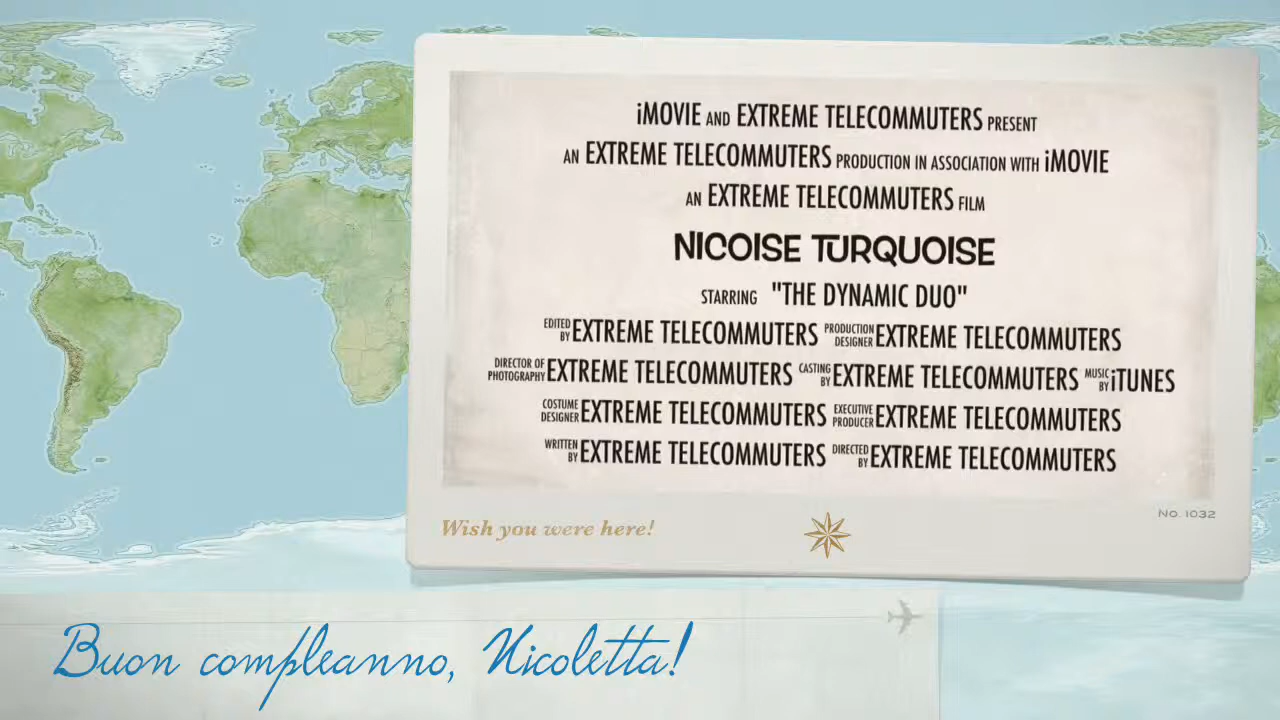 iMOVIE AND EXTREME TELECOMMUTERS PRESENT
AN EXTREME TELECOMMUTERS PRODUCTION IN ASSOCIATION WITH iMOVIE
AN EXTREME TELECOMMUTERS FILM
NICOISE TURQUOISE
STARRING "THE DYNAMIC DUO"
EDITED BY EXTREME TELECOMMUTERS PRODUCTION DESIGNER EXTREME TELECOMMUTERS
DIRECTOR OF PHOTOGRAPHY EXTREME TELECOMMUTERS CASTING BY EXTREME TELECOMMUTERS MUSIC BY iTUNES
COSTUME DESIGNER EXTREME TELECOMMUTERS EXECUTIVE PRODUCER EXTREME TELECOMMUTERS
WRITTEN BY EXTREME TELECOMMUTERS DIRECTED BY EXTREME TELECOMMUTERS
Wish you were here!
No. 1032
Buon compleanno, Nicoletta!